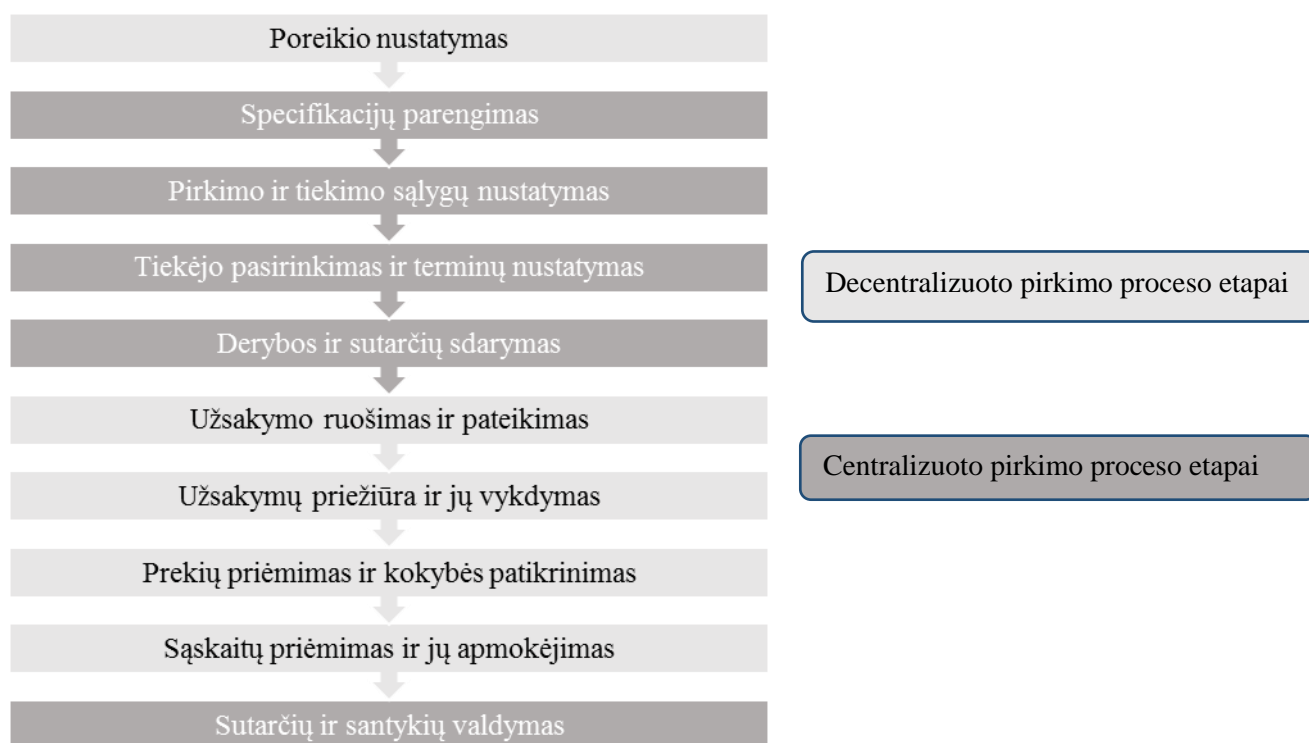 Poreikio nustatymas
Specifikacijų parengimas
Pirkimo ir tiekimo sąlygų nustatymas
Tiekėjo pasirinkimas ir terminų nustatymas
Derybos ir sutarčių sdarymas
Užsakymo ruošimas ir pateikimas
Užsakymų priežiūra ir jų vykdymas
Prekių priėmimas ir kokybės patikrinimas
Sąskaitų priėmimas ir jų apmokėjimas
Sutarčių ir santykių valdymas
Decentralizuoto pirkimo proceso etapai
Centralizuoto pirkimo proceso etapai